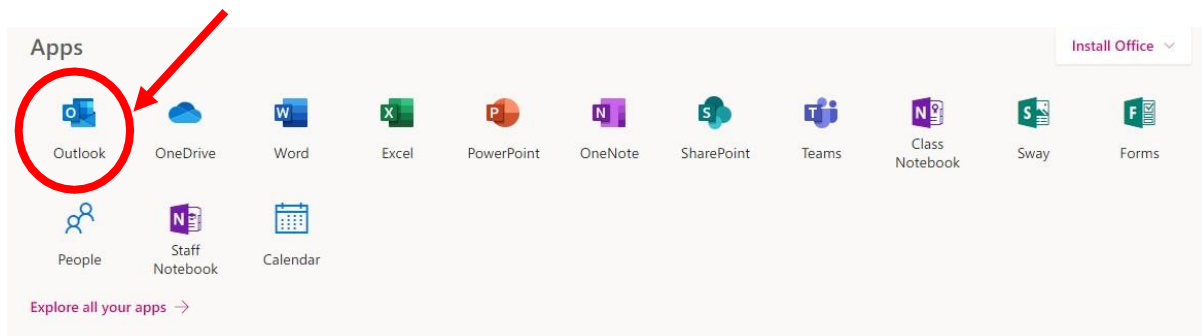 Apps
Install Office
Outlook
OneDrive
Word
Excel
PowerPoint
OneNote
SharePoint
Teams
Class
Notebook
Sway
Forms
People
Staff
Notebook
Calendar
Explore all your apps →